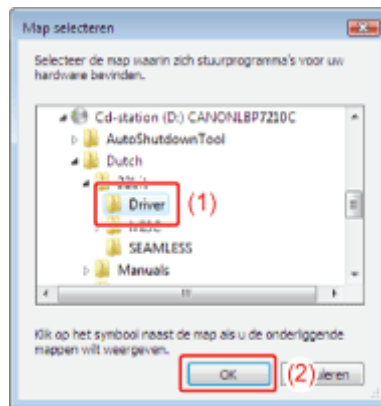 Map selecteren
Selecteer de map waarin zich stuurprogramma's voor uw
hardware bevinden.
Cd-station (D:) CANONLBP7210C
AutoShutdownTool
Dutch
Driver
(1)
SEAMLESS
Manuals
Klik op het symbool naast de map als u de onderliggende
mappen wilt weergeven.
OK
(2)